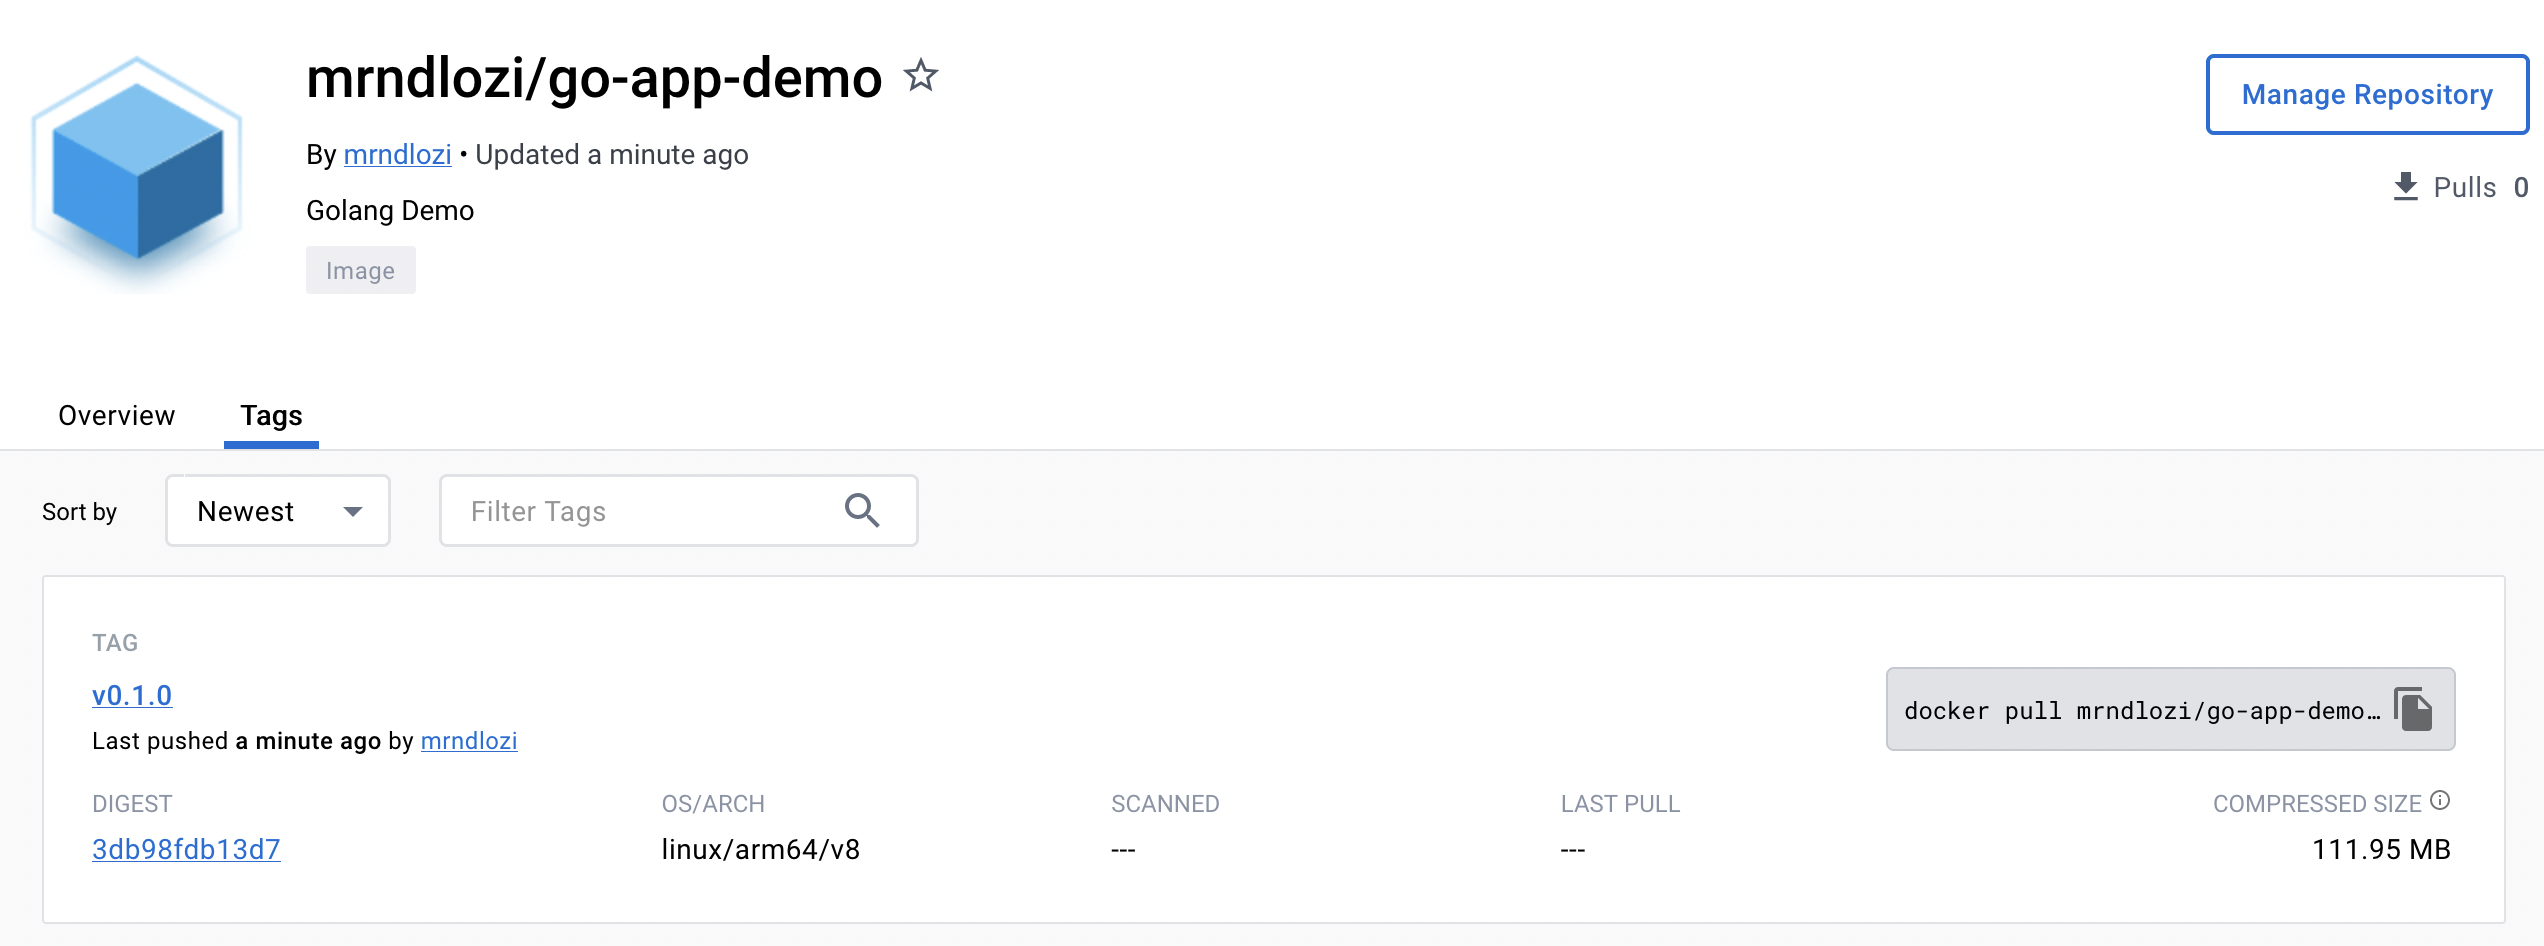 mrndlozi/go-app-demo
Manage Repository
By mrndlozi • Updated a minute ago
Pulls 0
Golang Demo
Image
Overview
Tags
Sort by
Newest
Filter Tags
TAG
v0.1.0
docker pull mrndlozi/go-app-demo…
Last pushed a minute ago by mrndlozi
DIGEST
OS/ARCH
SCANNED
LAST PULL
COMPRESSED SIZE
3db98fdb13d7
linux/arm64/v8
---
---
111.95 MB